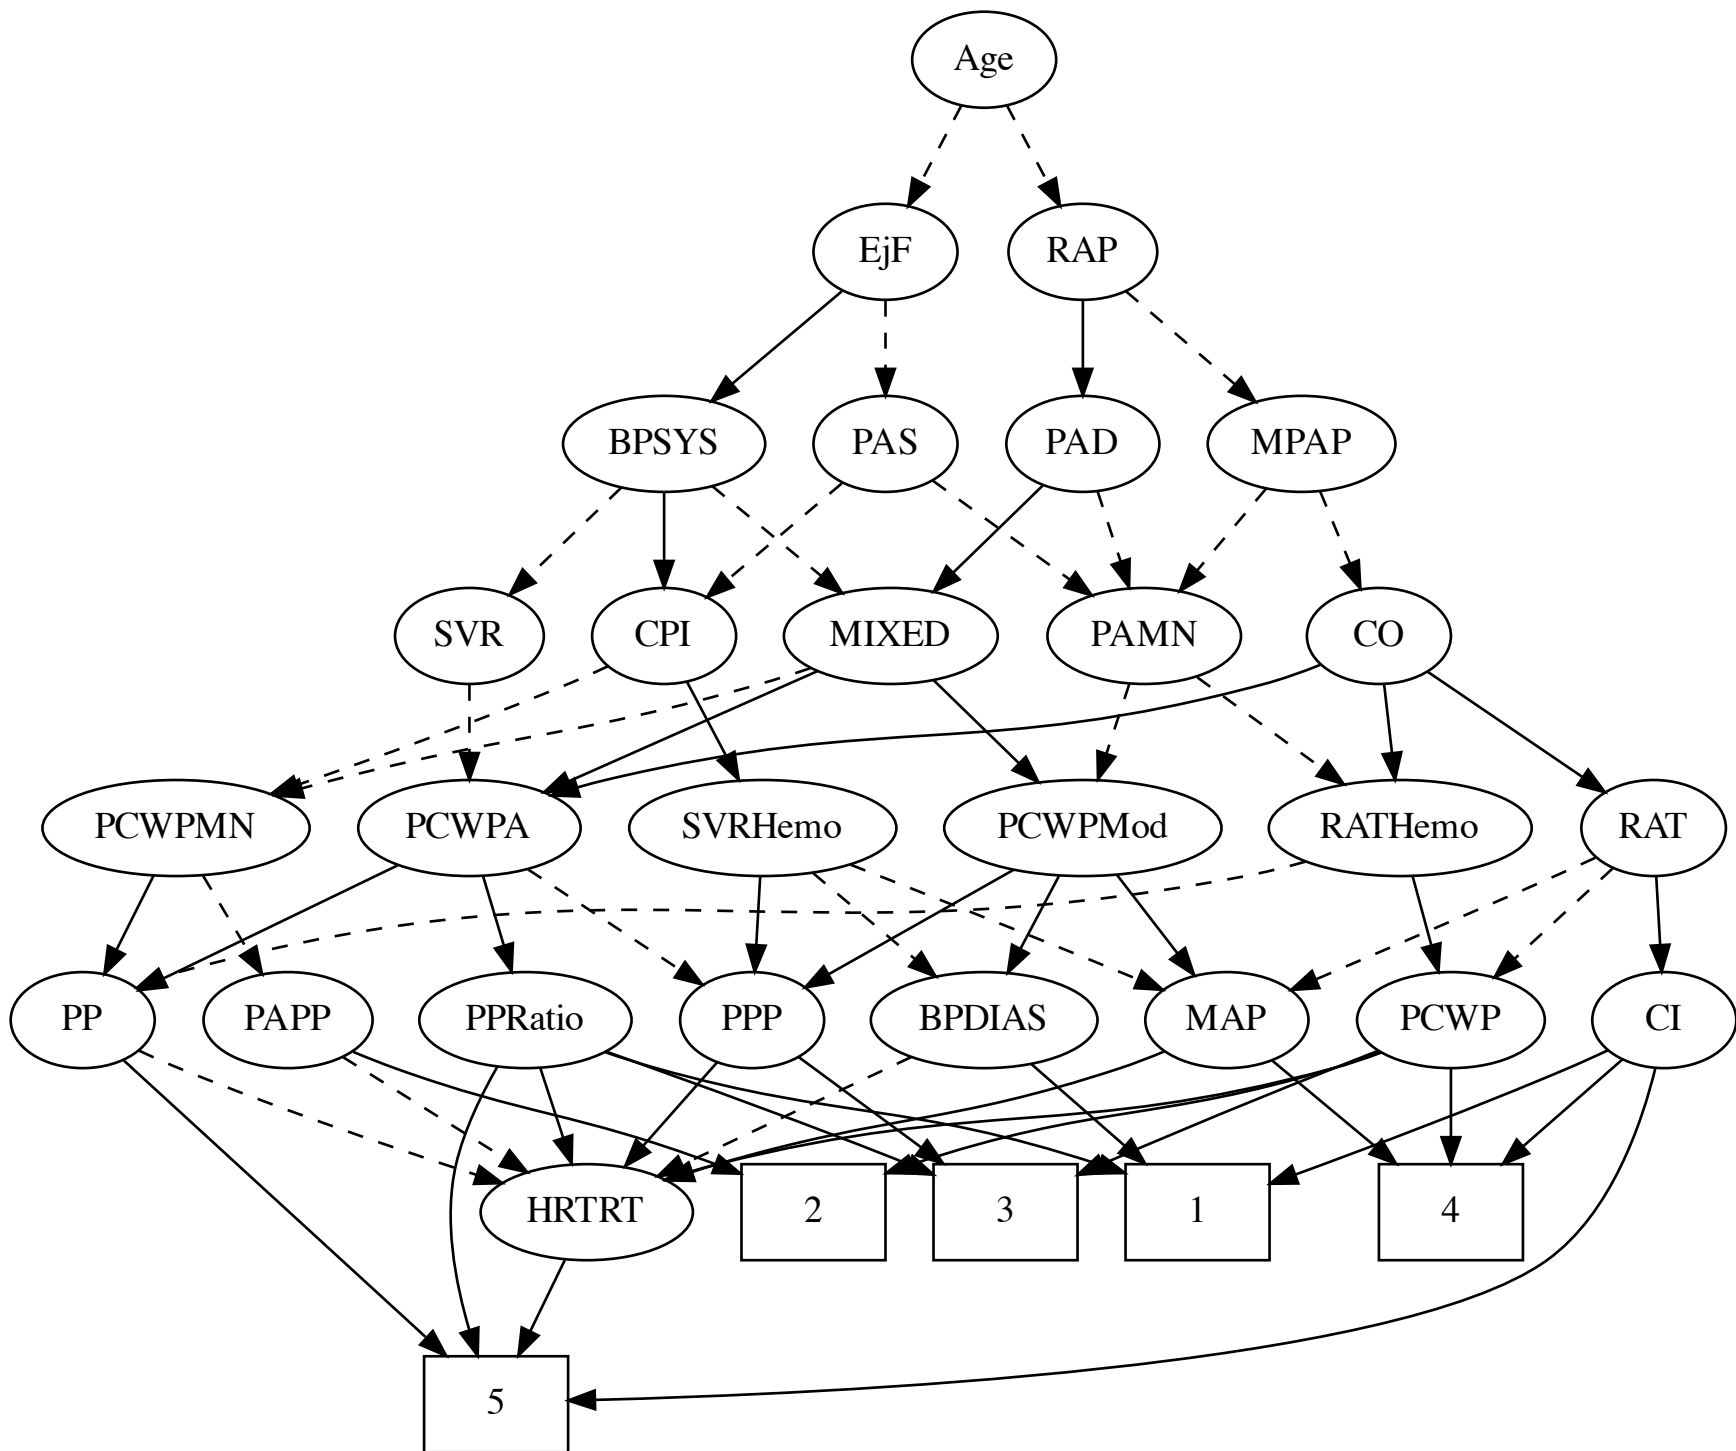 Age
EjF
RAP
BPSYS
PAS
PAD
MPAP
SVR
CPI
MIXED
PAMN
CO
PCWPMN
PCWPA
SVRHemo
PCWPMod
RATHemo
RAT
PP
PAPP
PPRatio
PPP
BPDIAS
MAP
PCWP
CI
HRTRT
2
3
1
4
5